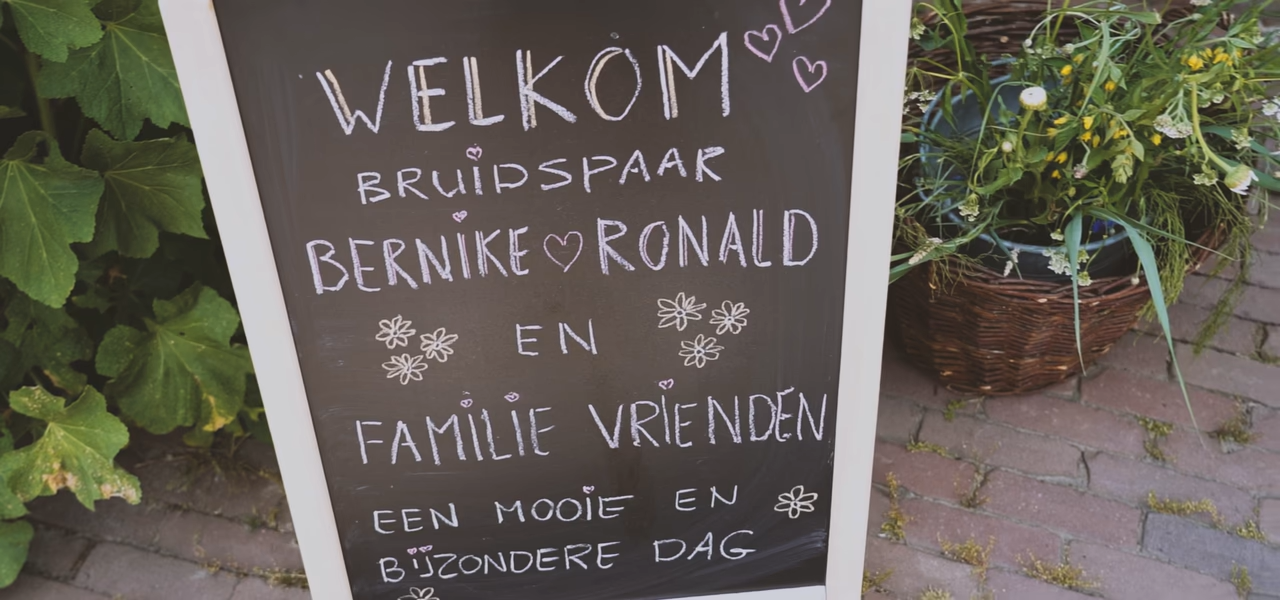 WELKOM
BRUIDSPAAR
BERNIKE ♡ RONALD
EN
FAMILIE VRIENDEN
EEN MOOIE EN
BIJZONDERE DAG